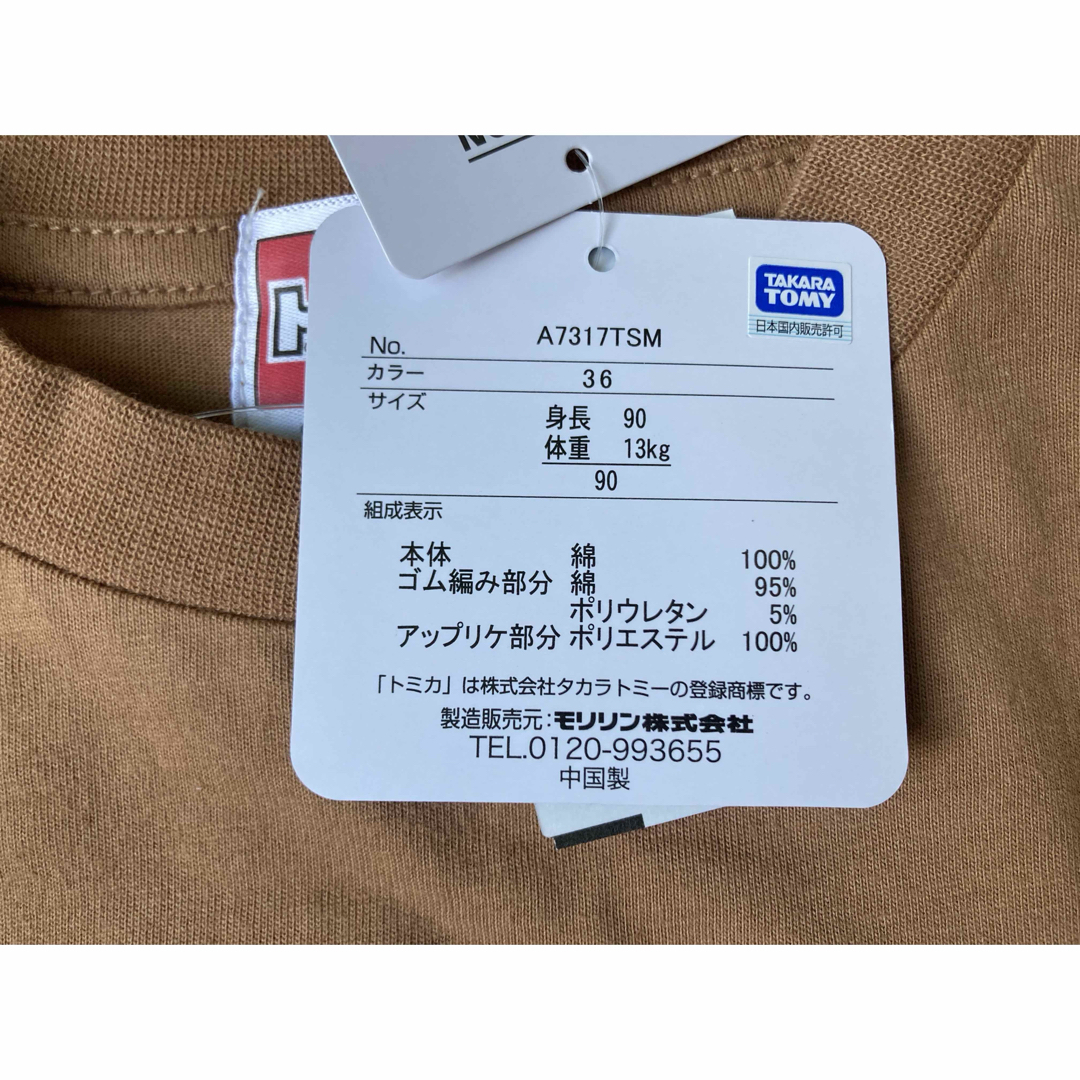 TAKARA
TOMY
日本国内販売許可
No. A7317TSM
カラー 36
サイズ
身長 90
体重 13kg
90
組成表示
本体 綿 100%
ゴム編み部分 綿 95%
ポリウレタン 5%
アップリケ部分 ポリエステル 100%
「トミカ」は株式会社タカラトミーの登録商標です。
製造販売元:モリリン株式会社
TEL.0120-993655
中国製